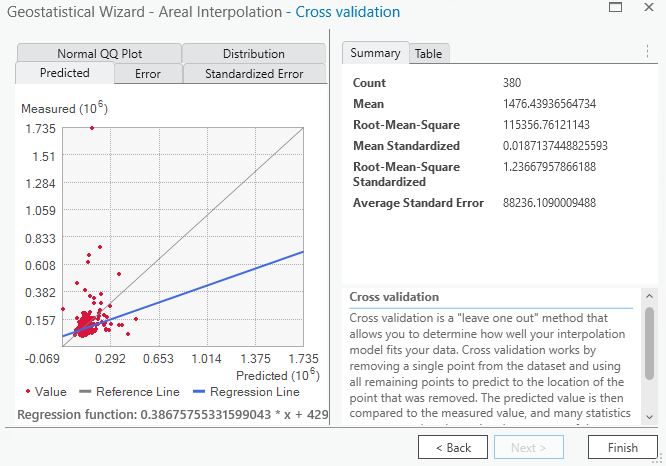 Geostatistical Wizard - Areal Interpolation - Cross validation
Normal QQ Plot
Distribution
Predicted
Error
Standardized Error
Measured (10⁶)
1.735
1.51
1.284
1.059
0.833
0.608
0.382
0.157
-0.069
0.292
0.653
1.014
1.375
1.735
Predicted (10⁶)
Value
Reference Line
Regression Line
Regression function: 0.38675755331599043 * x + 429
Summary
Table
Count 380
Mean 1476.43936564734
Root-Mean-Square 115356.76121143
Mean Standardized 0.0187137448825593
Root-Mean-Square
Standardized
1.23667957866188
Average Standard Error 88236.1090009488
Cross validation
Cross validation is a "leave one out" method that
allows you to determine how well your interpolation
model fits your data. Cross validation works by
removing a single point from the dataset and using
all remaining points to predict to the location of the
point that was removed. The predicted value is then
compared to the measured value, and many statistics
< Back
Next >
Finish